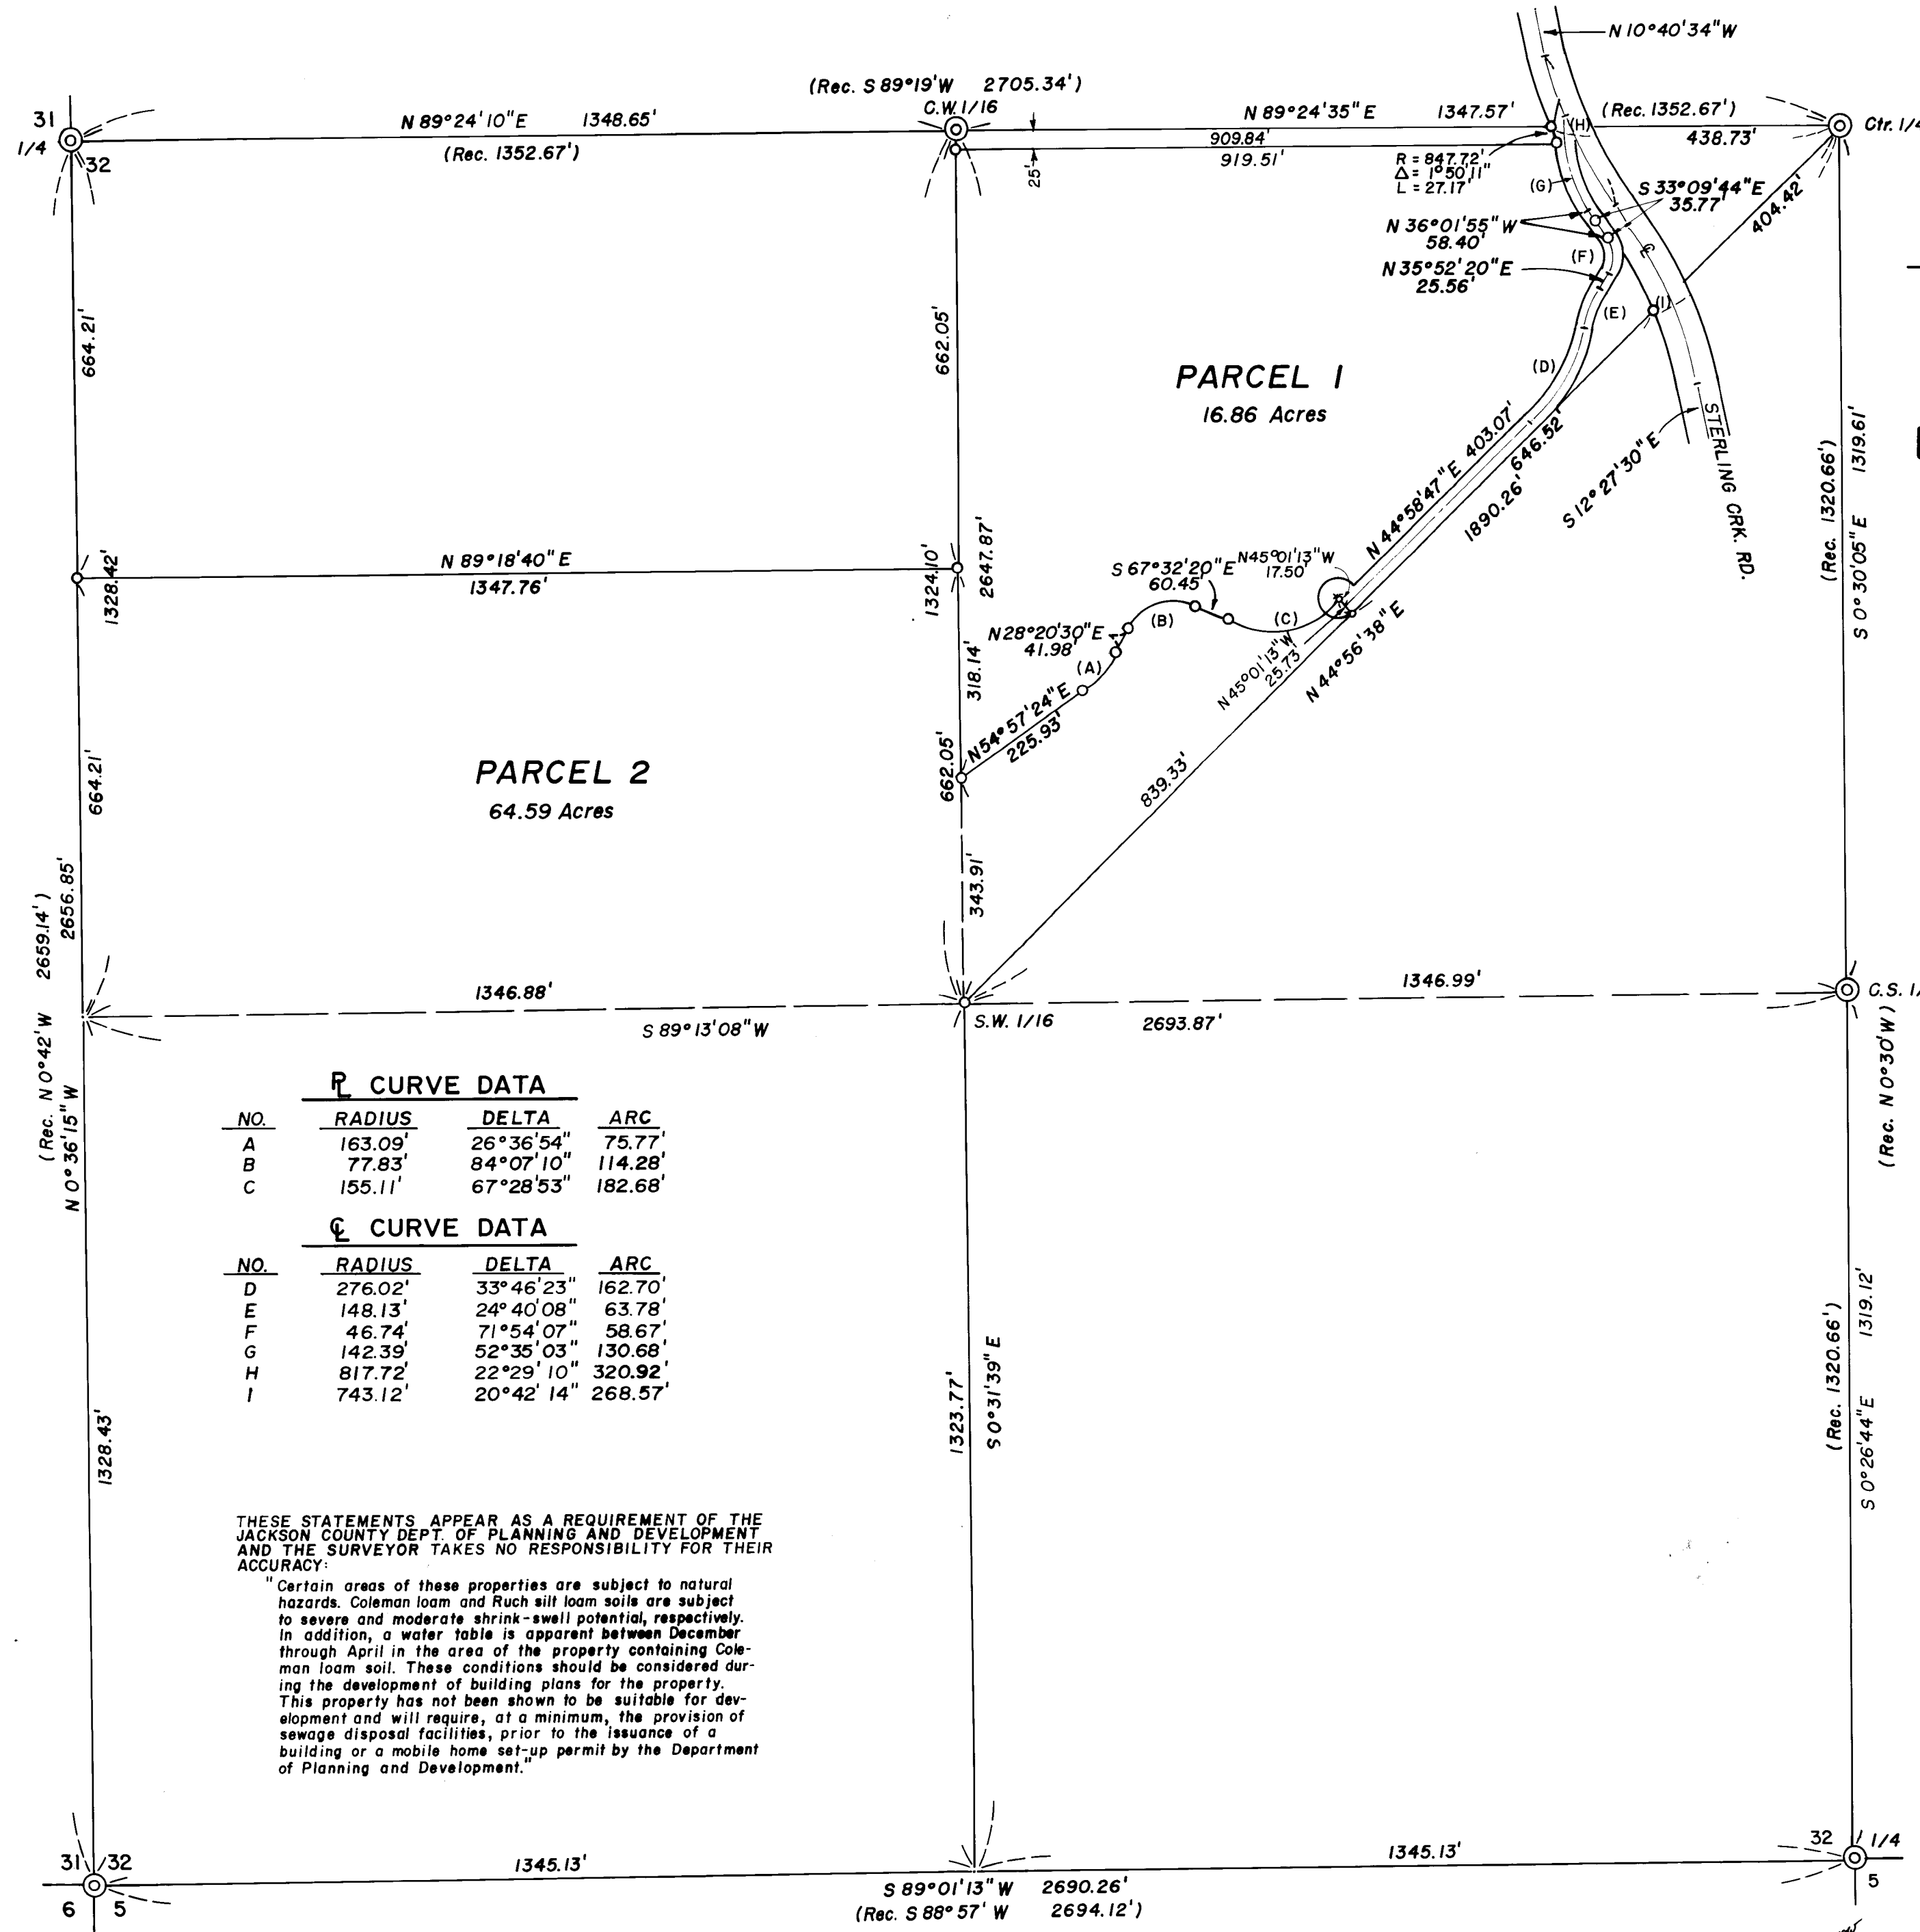 N 10°40'34" W
(Rec. S 89°19' W 2705.34')
C.W. 1/16
31
1/4
32
N 89°24'10" E 1348.65'
(Rec. 1352.67')
N 89°24'35" E 1347.57'
(Rec. 1352.67')
Ctr. 1/4
909.84'
919.51'
25'
(H)
438.73'
R = 847.72'
Δ = 1°50'11"
L = 27.17'
(G)
S 33°09'44" E
35.77'
404.42'
N 36°01'55" W
58.40'
(F)
℄
N 35°52'20" E
25.56'
(E)
(I)
(D)
664.21'
662.05'
PARCEL 1
16.86 Acres
STERLING CRK. RD.
S 12°27'30" E
N 44°58'47" E 403.07'
646.52'
1890.26'
(Rec. 1320.66')
S 0°30'05" E 1319.61'
N 89°18'40" E
1347.76'
1328.42'
1324.10'
2647.87'
S 67°32'20" E
60.45'
N45°01'13"W
17.50'
(B)
(C)
N28°20'30"E
41.98'
(A)
N45°01'13"W
25.73'
N 44°56'38" E
318.14'
N54°57'24"E
225.93'
662.05'
839.33'
PARCEL 2
64.59 Acres
664.21'
343.91'
(Rec. N 0°42' W 2659.14')
N 0°36'15" W 2656.85'
1346.88'
S 89°13'08" W
S.W. 1/16
1346.99'
2693.87'
C.S. 1/
(Rec. N 0°30' W)
℞ CURVE DATA
NO. RADIUS DELTA ARC
A 163.09' 26°36'54" 75.77'
B 77.83' 84°07'10" 114.28'
C 155.11' 67°28'53" 182.68'
℄ CURVE DATA
NO. RADIUS DELTA ARC
D 276.02' 33°46'23" 162.70'
E 148.13' 24°40'08" 63.78'
F 46.74' 71°54'07" 58.67'
G 142.39' 52°35'03" 130.68'
H 817.72' 22°29'10" 320.92'
I 743.12' 20°42'14" 268.57'
1328.43'
1323.77'
S 0°31'39" E
(Rec. 1320.66')
S 0°26'44" E 1319.12'
THESE STATEMENTS APPEAR AS A REQUIREMENT OF THE
JACKSON COUNTY DEPT. OF PLANNING AND DEVELOPMENT
AND THE SURVEYOR TAKES NO RESPONSIBILITY FOR THEIR
ACCURACY:
"Certain areas of these properties are subject to natural
hazards. Coleman loam and Ruch silt loam soils are subject
to severe and moderate shrink-swell potential, respectively.
In addition, a water table is apparent between December
through April in the area of the property containing Cole-
man loam soil. These conditions should be considered dur-
ing the development of building plans for the property.
This property has not been shown to be suitable for dev-
elopment and will require, at a minimum, the provision of
sewage disposal facilities, prior to the issuance of a
building or a mobile home set-up permit by the Department
of Planning and Development."
31 32
6 5
1345.13'
S 89°01'13" W 2690.26'
(Rec. S 88°57' W 2694.12')
1345.13'
32 1/4
5